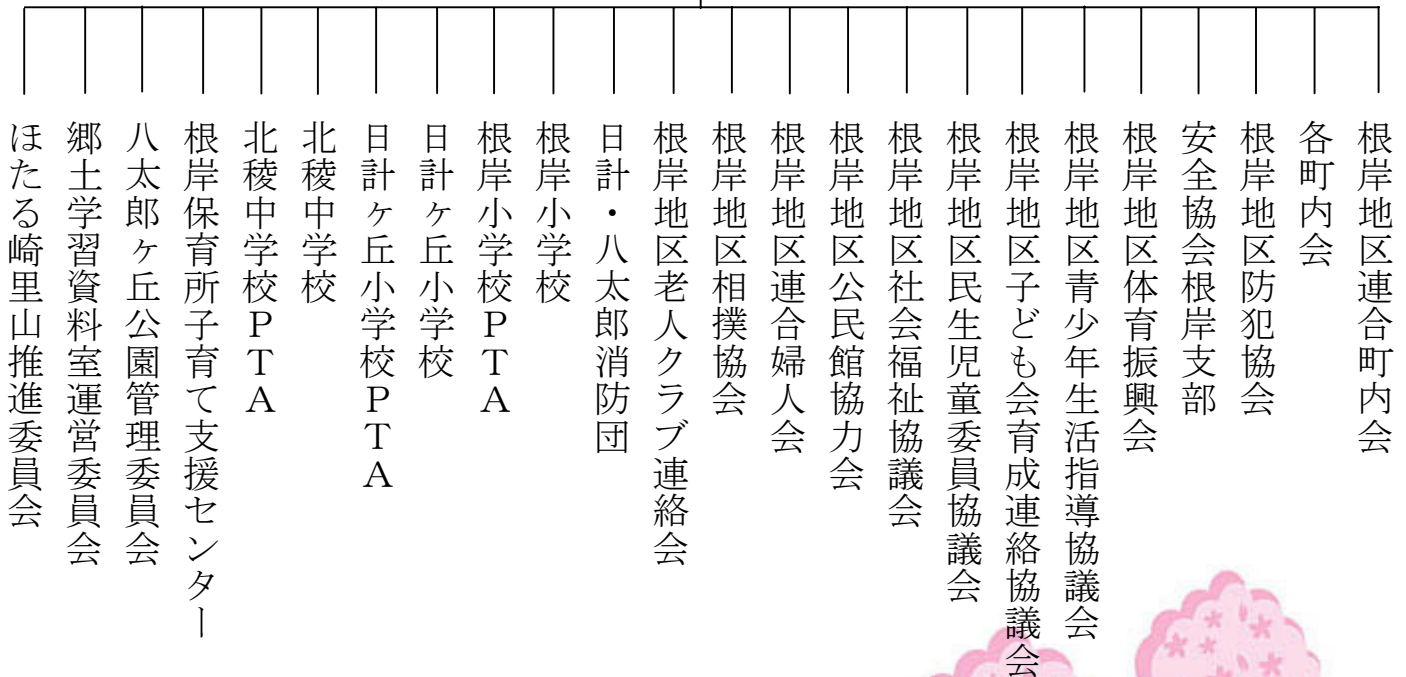 根岸地区連合町内会
各町内会
根岸地区防犯協会
安全協会根岸支部
根岸地区体育振興会
根岸地区青少年生活指導協議会
根岸地区子ども会育成連絡協議会
根岸地区民生児童委員協議会
根岸地区社会福祉協議会
根岸地区公民館協力会
根岸地区連合婦人会
根岸地区相撲協会
根岸地区老人クラブ連絡会
日計・八太郎消防団
根岸小学校
根岸小学校ＰＴＡ
日計ヶ丘小学校
日計ヶ丘小学校ＰＴＡ
北稜中学校
北稜中学校ＰＴＡ
根岸保育所子育て支援センター
八太郎ヶ丘公園管理委員会
郷土学習資料室運営委員会
ほたる崎里山推進委員会